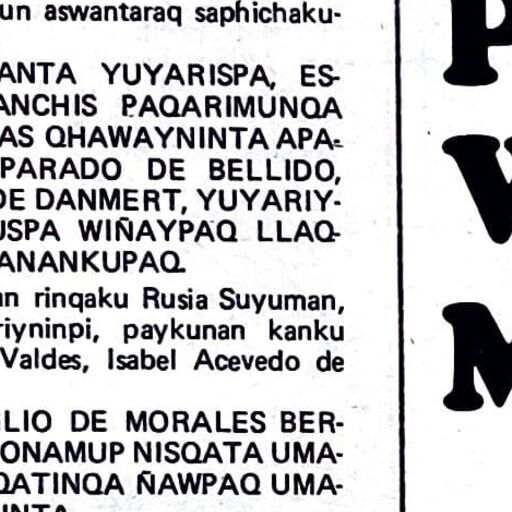 un aswantaraq saphichaku-
ANTA YUYARISPA, ES-
ANCHIS PAQARIMUNQA
AS QHAWAYNINTA APA-
PARADO DE BELLIDO,
DE DANMERT, YUYARIY-
USPA WIÑAYPAQ LLAQ-
ANANKUPAQ.
an rinqaku Rusia Suyuman,
riyninpi, paykunan kanku
Valdes, Isabel Acevedo de
LIO DE MORALES BER-
ONAMUP NISQATA UMA-
QATINQA ÑAWPAQ UMA-
P
V
M